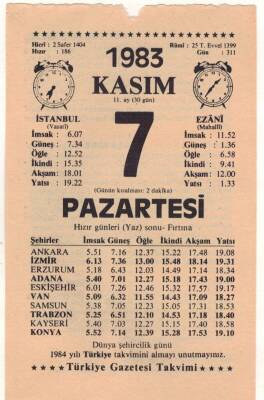 Hicrî : 2 Safer 1404
Hızır : 186
1983
Rûmî : 25 T. Evvel 1399
Gün : 311
KASIM
11. ay (30 gün)
İSTANBUL
(Vasatî)
İmsak : 6.07
Güneş : 7.34
Öğle : 12.52
İkindi : 15.35
Akşam : 18.01
Yatsı : 19.22
7
EZÂNÎ
(Mahallî)
İmsak : 11.52
Güneş : 1.36
Öğle : 6.58
İkindi : 9.41
Akşam : 12.00
Yatsı : 1.33
(Günün kısalması: 2 dakika)
PAZARTESİ
Hızır günleri (Yaz) sonu- Fırtına
Şehirler İmsak Güneş Öğle İkindi Akşam Yatsı
ANKARA 5.51 7.16 12.37 15.22 17.48 19.08
İZMİR 6.13 7.36 13.00 15.48 18.14 19.31
ERZURUM 5.18 6.43 12.03 14.49 17.14 18.34
ADANA 5.40 7.01 12.27 15.18 17.43 19.00
ESKİŞEHİR 6.01 7.26 12.46 15.32 17.57 19.17
VAN 5.09 6.32 11.55 14.43 17.09 18.27
SAMSUN 5.38 7.05 12.23 15.05 17.31 18.53
TRABZON 5.25 6.51 12.10 14.53 17.18 18.40
KAYSERİ 5.40 7.03 12.27 15.15 17.40 18.58
KONYA 5.52 7.14 12.39 15.28 17.53 19.10
Dünya şehircilik günü
1984 yılı Türkiye takvimini almayı unutmayınız.
Türkiye Gazetesi Takvimi